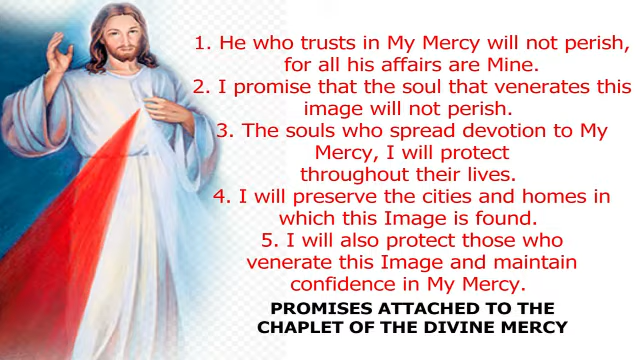 1. He who trusts in My Mercy will not perish,
for all his affairs are Mine.
2. I promise that the soul that venerates this
image will not perish.
3. The souls who spread devotion to My
Mercy, I will protect
throughout their lives.
4. I will preserve the cities and homes in
which this Image is found.
5. I will also protect those who
venerate this Image and maintain
confidence in My Mercy.
PROMISES ATTACHED TO THE
CHAPLET OF THE DIVINE MERCY